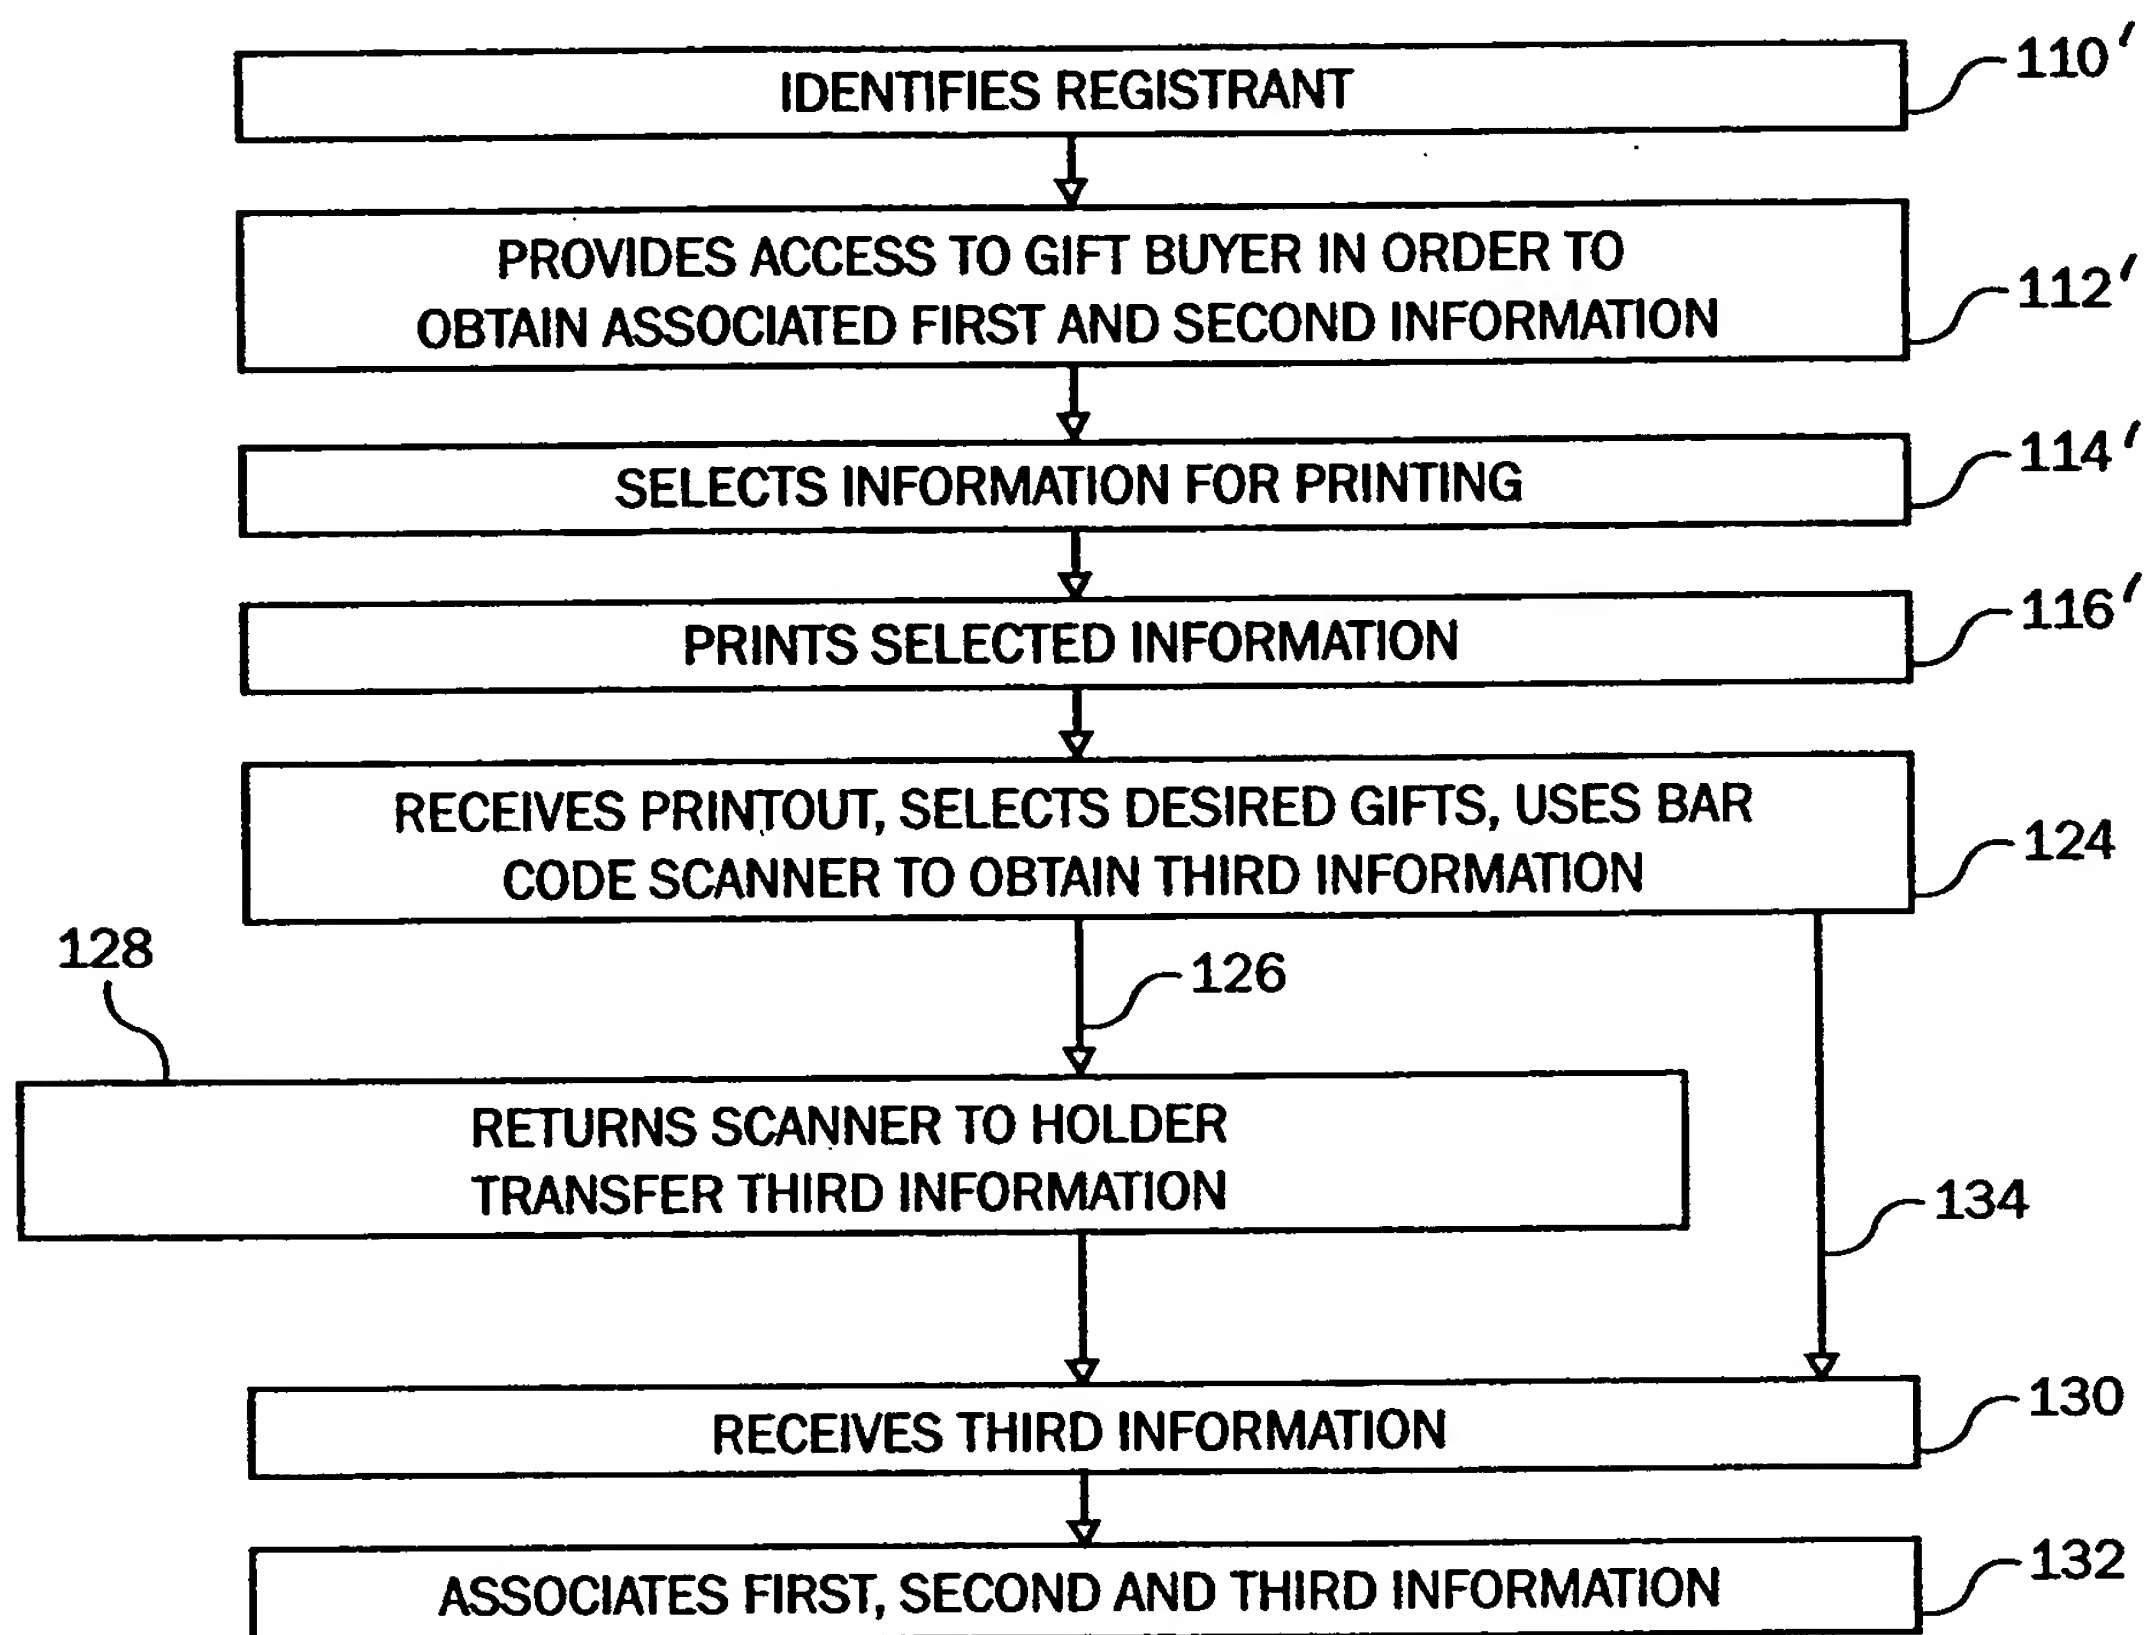 IDENTIFIES REGISTRANT
110'
PROVIDES ACCESS TO GIFT BUYER IN ORDER TO
OBTAIN ASSOCIATED FIRST AND SECOND INFORMATION
112'
SELECTS INFORMATION FOR PRINTING
114'
PRINTS SELECTED INFORMATION
116'
RECEIVES PRINTOUT, SELECTS DESIRED GIFTS, USES BAR
CODE SCANNER TO OBTAIN THIRD INFORMATION
124
128
126
RETURNS SCANNER TO HOLDER
TRANSFER THIRD INFORMATION
134
RECEIVES THIRD INFORMATION
130
ASSOCIATES FIRST, SECOND AND THIRD INFORMATION
132